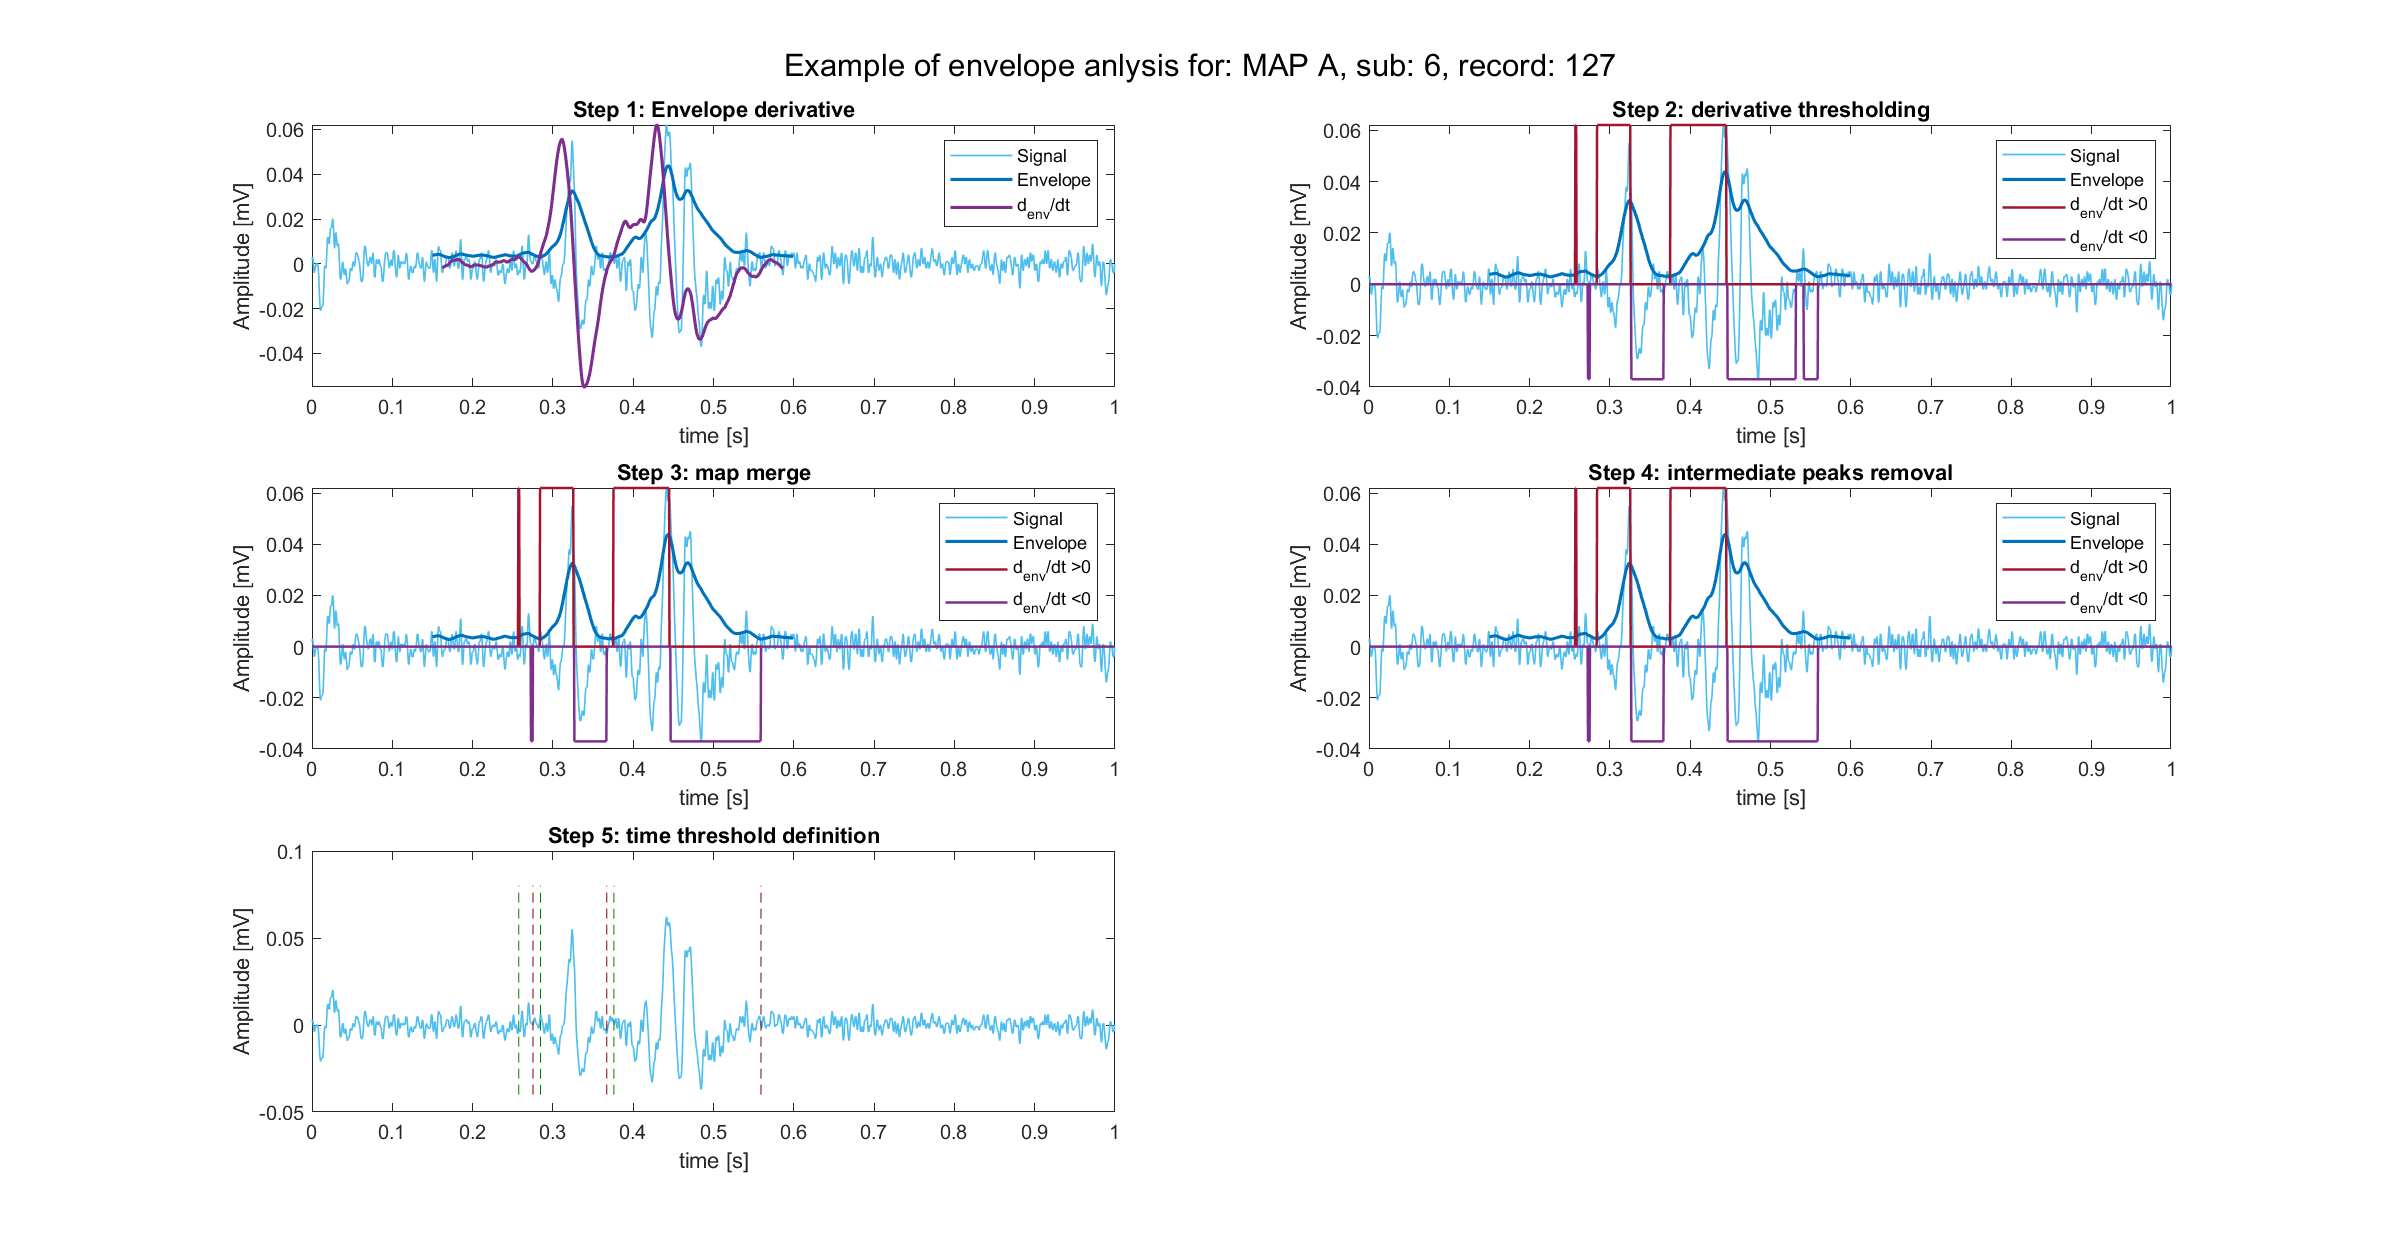 Example of envelope anlysis for: MAP A, sub: 6, record: 127
Step 1: Envelope derivative
0.06
0.04
0.02
0
-0.02
-0.04
Amplitude [mV]
0 0.1 0.2 0.3 0.4 0.5 0.6 0.7 0.8 0.9 1
time [s]
Signal
Envelope
d_env/dt
Step 2: derivative thresholding
0.06
0.04
0.02
0
-0.02
-0.04
Amplitude [mV]
0 0.1 0.2 0.3 0.4 0.5 0.6 0.7 0.8 0.9 1
time [s]
Signal
Envelope
d_env/dt >0
d_env/dt <0
Step 3: map merge
0.06
0.04
0.02
0
-0.02
-0.04
Amplitude [mV]
0 0.1 0.2 0.3 0.4 0.5 0.6 0.7 0.8 0.9 1
time [s]
Signal
Envelope
d_env/dt >0
d_env/dt <0
Step 4: intermediate peaks removal
0.06
0.04
0.02
0
-0.02
-0.04
Amplitude [mV]
0 0.1 0.2 0.3 0.4 0.5 0.6 0.7 0.8 0.9 1
time [s]
Signal
Envelope
d_env/dt >0
d_env/dt <0
Step 5: time threshold definition
0.1
0.05
0
-0.05
Amplitude [mV]
0 0.1 0.2 0.3 0.4 0.5 0.6 0.7 0.8 0.9 1
time [s]